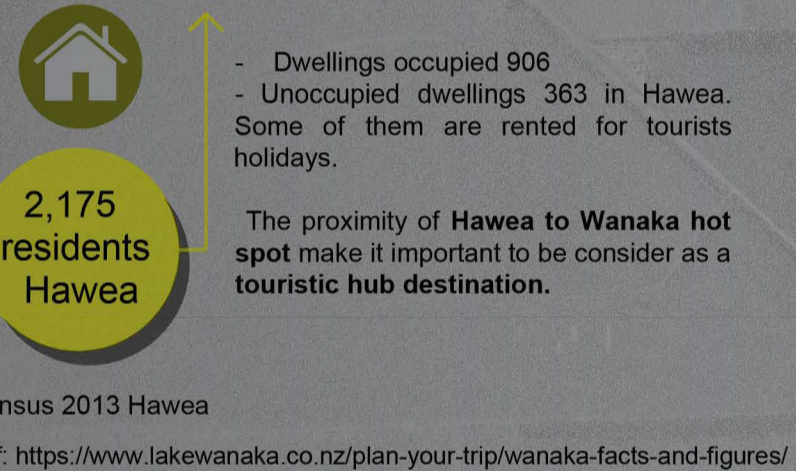 - Dwellings occupied 906
- Unoccupied dwellings 363 in Hawea.
Some of them are rented for tourists
holidays.
The proximity of Hawea to Wanaka hot
spot make it important to be consider as a
touristic hub destination.
2,175
residents
Hawea
nsus 2013 Hawea
f: https://www.lakewanaka.co.nz/plan-your-trip/wanaka-facts-and-figures/